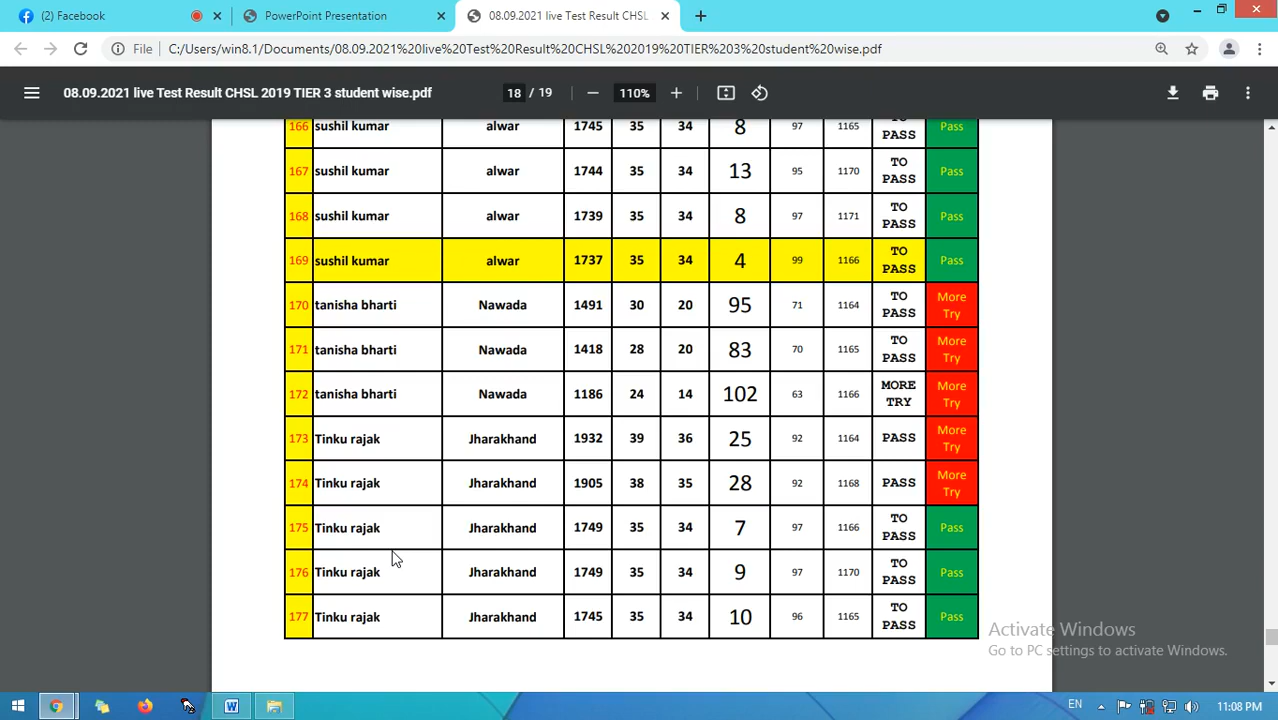 (2) Facebook
PowerPoint Presentation
08.09.2021 live Test Result CHSL
File C:/Users/win8.1/Documents/08.09.2021%20live%20Test%20Result%20CHSL%202019%20TIER%203%20student%20wise.pdf
08.09.2021 live Test Result CHSL 2019 TIER 3 student wise.pdf 18 / 19 110%
166 sushil kumar alwar 1745 35 34 8 97 1165 TO PASS Pass
167 sushil kumar alwar 1744 35 34 13 95 1170 TO PASS Pass
168 sushil kumar alwar 1739 35 34 8 97 1171 TO PASS Pass
169 sushil kumar alwar 1737 35 34 4 99 1166 TO PASS Pass
170 tanisha bharti Nawada 1491 30 20 95 71 1164 TO PASS More Try
171 tanisha bharti Nawada 1418 28 20 83 70 1165 TO PASS More Try
172 tanisha bharti Nawada 1186 24 14 102 63 1166 MORE TRY More Try
173 Tinku rajak Jharakhand 1932 39 36 25 92 1164 PASS More Try
174 Tinku rajak Jharakhand 1905 38 35 28 92 1168 PASS More Try
175 Tinku rajak Jharakhand 1749 35 34 7 97 1166 TO PASS Pass
176 Tinku rajak Jharakhand 1749 35 34 9 97 1170 TO PASS Pass
177 Tinku rajak Jharakhand 1745 35 34 10 96 1165 TO PASS Pass
Activate Windows
Go to PC settings to activate Windows.
EN 11:08 PM